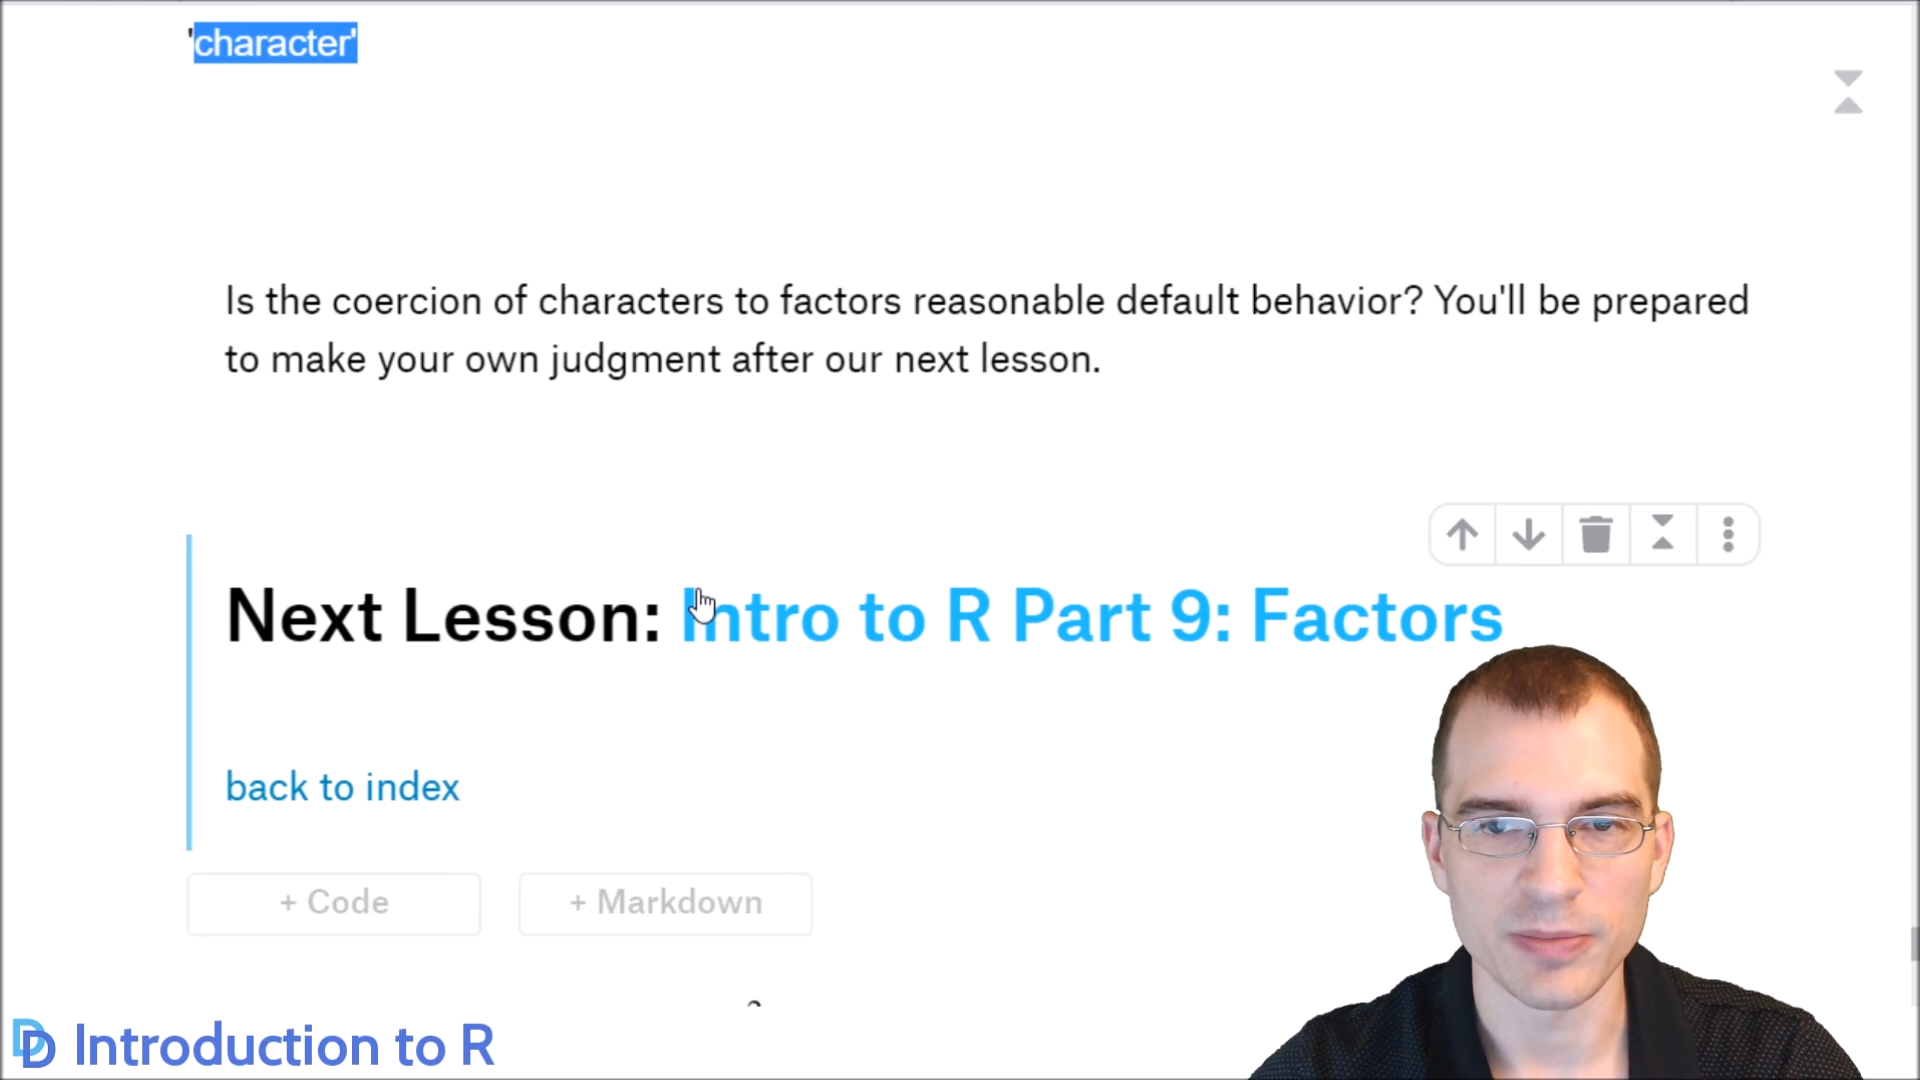 'character'
Is the coercion of characters to factors reasonable default behavior? You'll be prepared
to make your own judgment after our next lesson.
Next Lesson: Intro to R Part 9: Factors
back to index
+ Code
+ Markdown
Introduction to R